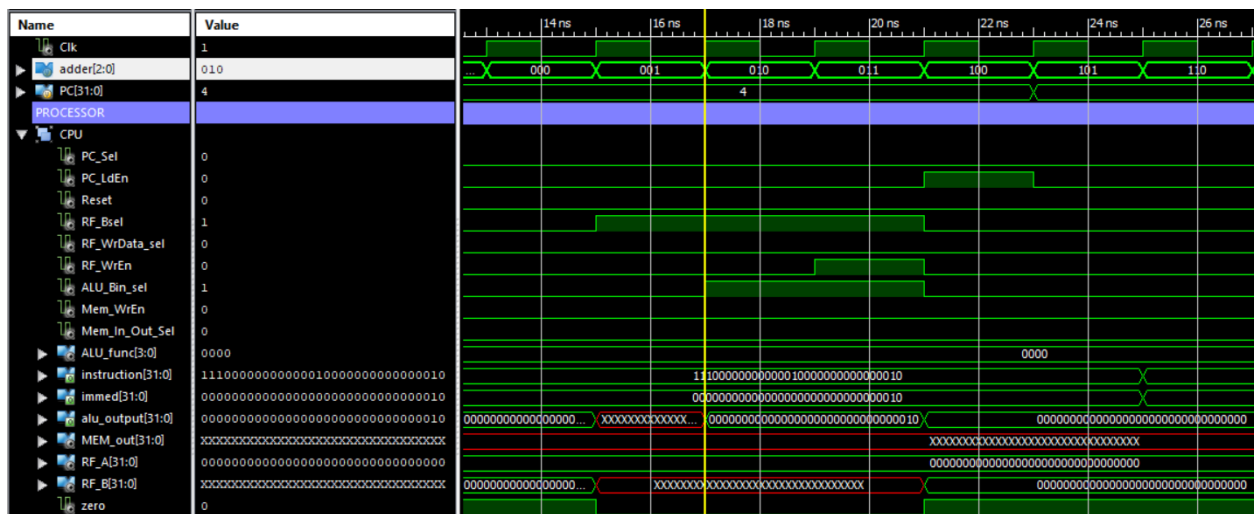 Name Value
14 ns 16 ns 18 ns 20 ns 22 ns 24 ns 26 ns
Clk 1
adder[2:0] 010 ... 000 001 010 011 100 101 110
PC[31:0] 4 4
PROCESSOR
CPU
PC_Sel 0
PC_LdEn 0
Reset 0
RF_Bsel 1
RF_WrData_sel 0
RF_WrEn 0
ALU_Bin_sel 1
Mem_WrEn 0
Mem_In_Out_Sel 0
ALU_func[3:0] 0000 0000
instruction[31:0] 11100000000000010000000000000010 11100000000000010000000000000010
immed[31:0] 00000000000000000000000000000010 00000000000000000000000000000010
alu_output[31:0] 00000000000000000000000000000010 00000000000000000... XXXXXXXXXXXXX... 00000000000000000000000000000010 00000000000000000000000000000000
MEM_out[31:0] XXXXXXXXXXXXXXXXXXXXXXXXXXXXXXXX XXXXXXXXXXXXXXXXXXXXXXXXXXXXXXXX
RF_A[31:0] 00000000000000000000000000000000 00000000000000000000000000000000
RF_B[31:0] XXXXXXXXXXXXXXXXXXXXXXXXXXXXXXXX 00000000000000000... XXXXXXXXXXXXXXXXXXXXXXXXXXXXXXXX 00000000000000000000000000000000
zero 0